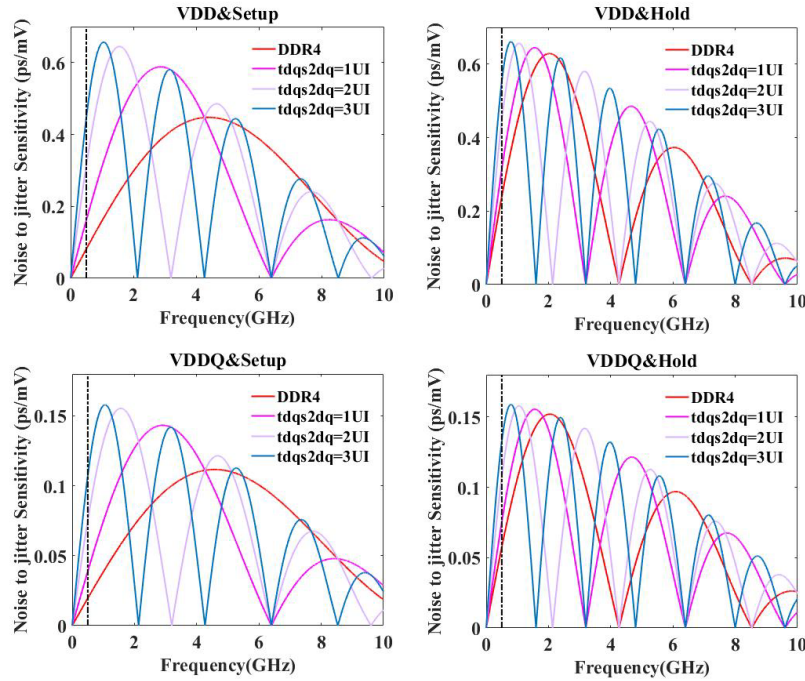 VDD&Setup
Noise to jitter Sensitivity (ps/mV)
0.6
0.4
0.2
0
DDR4
tdqs2dq=1UI
tdqs2dq=2UI
tdqs2dq=3UI
0 2 4 6 8 10
Frequency(GHz)
VDD&Hold
Noise to jitter Sensitivity (ps/mV)
0.6
0.4
0.2
0
DDR4
tdqs2dq=1UI
tdqs2dq=2UI
tdqs2dq=3UI
0 2 4 6 8 10
Frequency(GHz)
VDDQ&Setup
Noise to jitter Sensitivity (ps/mV)
0.15
0.1
0.05
0
DDR4
tdqs2dq=1UI
tdqs2dq=2UI
tdqs2dq=3UI
0 2 4 6 8 10
Frequency(GHz)
VDDQ&Hold
Noise to jitter Sensitivity (ps/mV)
0.15
0.1
0.05
0
DDR4
tdqs2dq=1UI
tdqs2dq=2UI
tdqs2dq=3UI
0 2 4 6 8 10
Frequency(GHz)